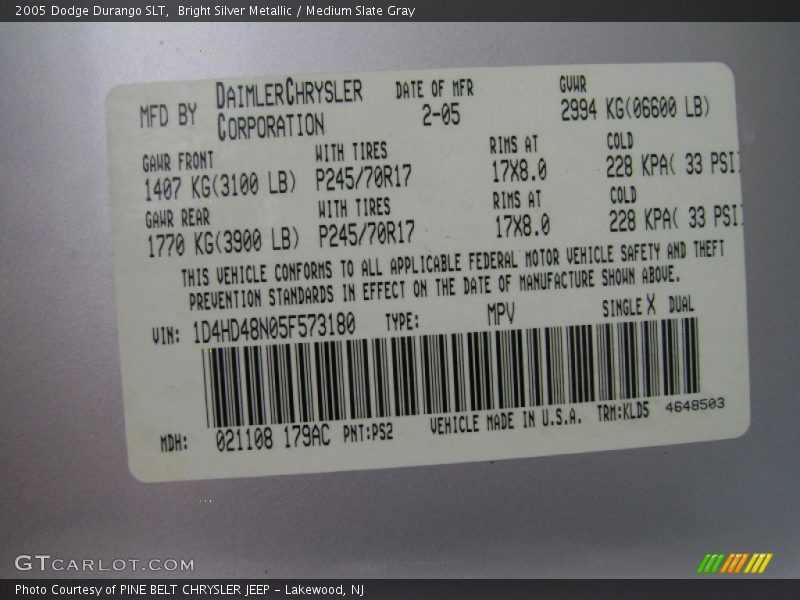 2005 Dodge Durango SLT, Bright Silver Metallic / Medium Slate Gray
MFD BY DAIMLERCHRYSLER CORPORATION DATE OF MFR 2-05 GVWR 2994 KG(06600 LB)
GAWR FRONT WITH TIRES RIMS AT COLD
1407 KG(3100 LB) P245/70R17 17X8.0 228 KPA( 33 PSI)
GAWR REAR WITH TIRES RIMS AT COLD
1770 KG(3900 LB) P245/70R17 17X8.0 228 KPA( 33 PSI)
THIS VEHICLE CONFORMS TO ALL APPLICABLE FEDERAL MOTOR VEHICLE SAFETY AND THEFT
PREVENTION STANDARDS IN EFFECT ON THE DATE OF MANUFACTURE SHOWN ABOVE.
VIN: 1D4HD48N05F573180 TYPE: MPV SINGLE X DUAL
MDH: 021108 179AC PNT:PS2 VEHICLE MADE IN U.S.A. TRM:KLD5 4648503
GTCARLOT.COM
Photo Courtesy of PINE BELT CHRYSLER JEEP - Lakewood, NJ